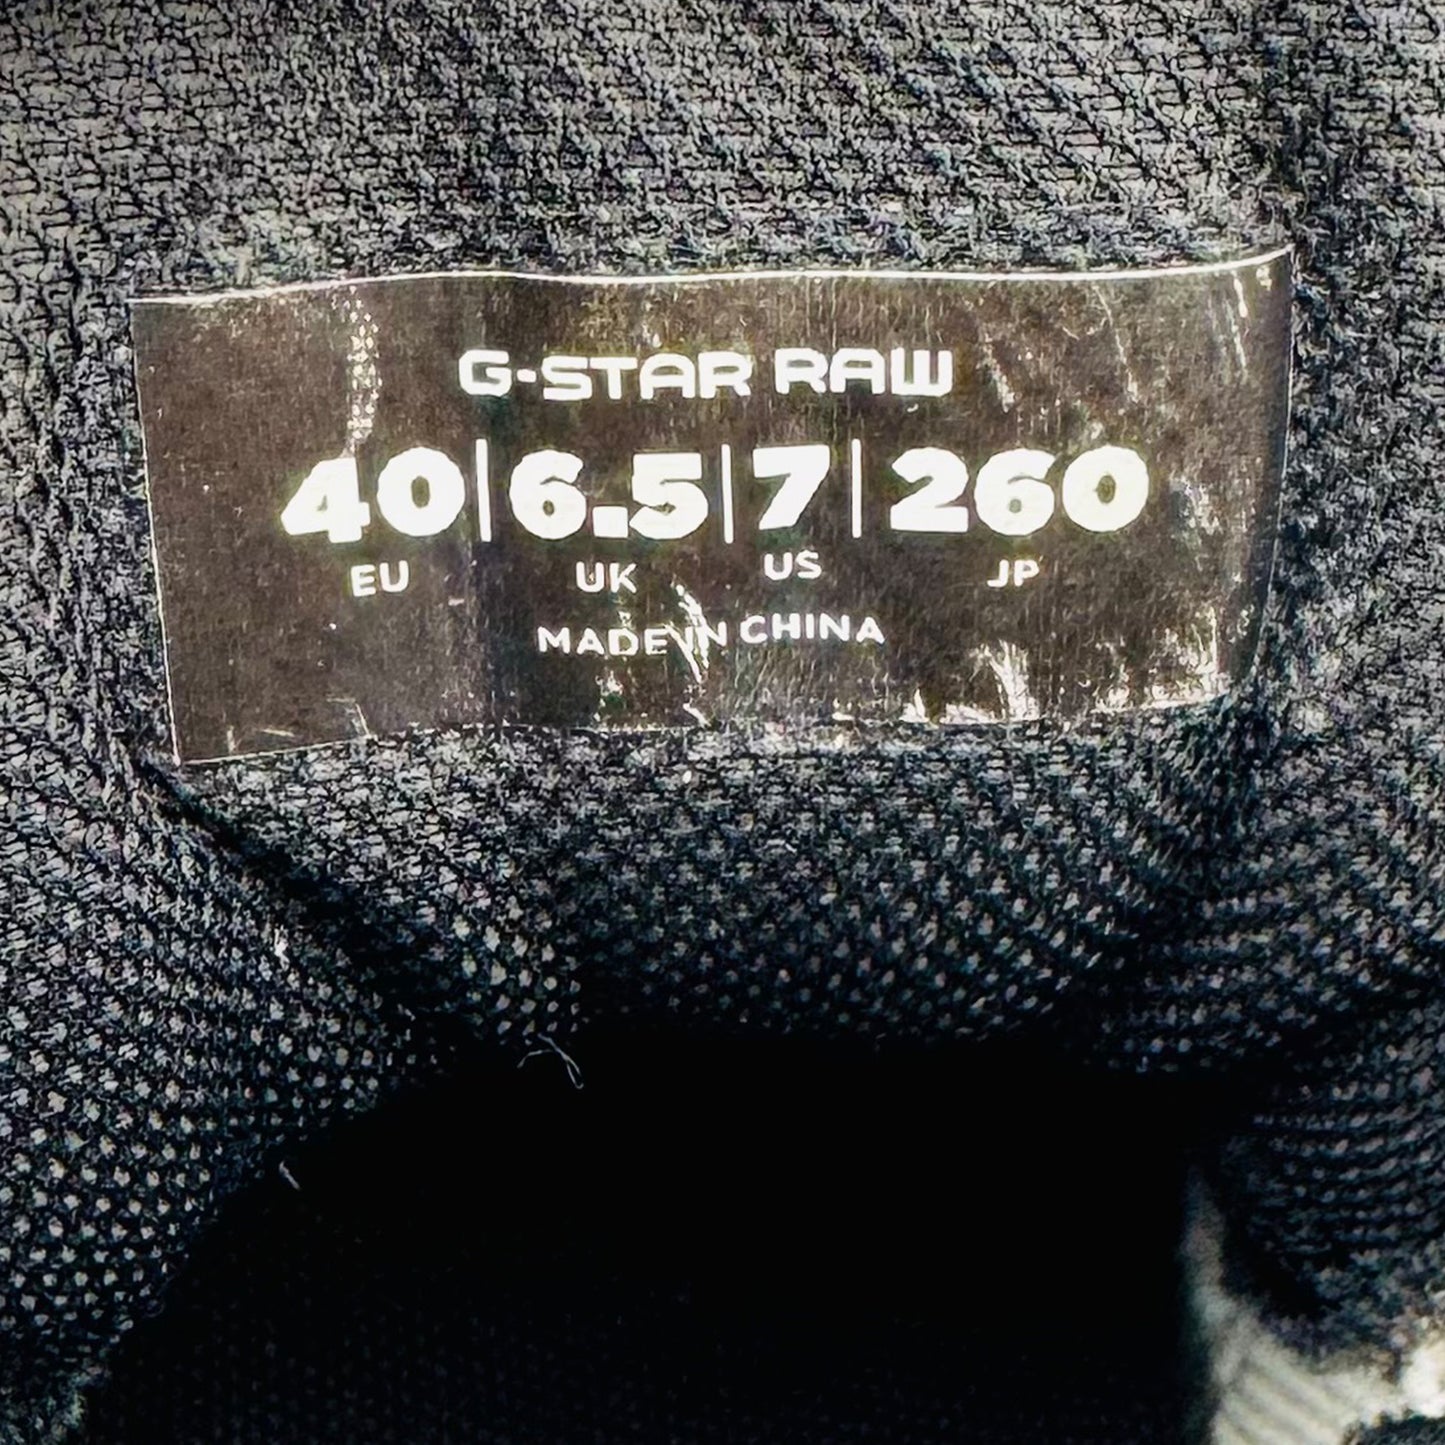 G-STAR RAW
40|6.5|7|260
EU UK US JP
MADE IN CHINA